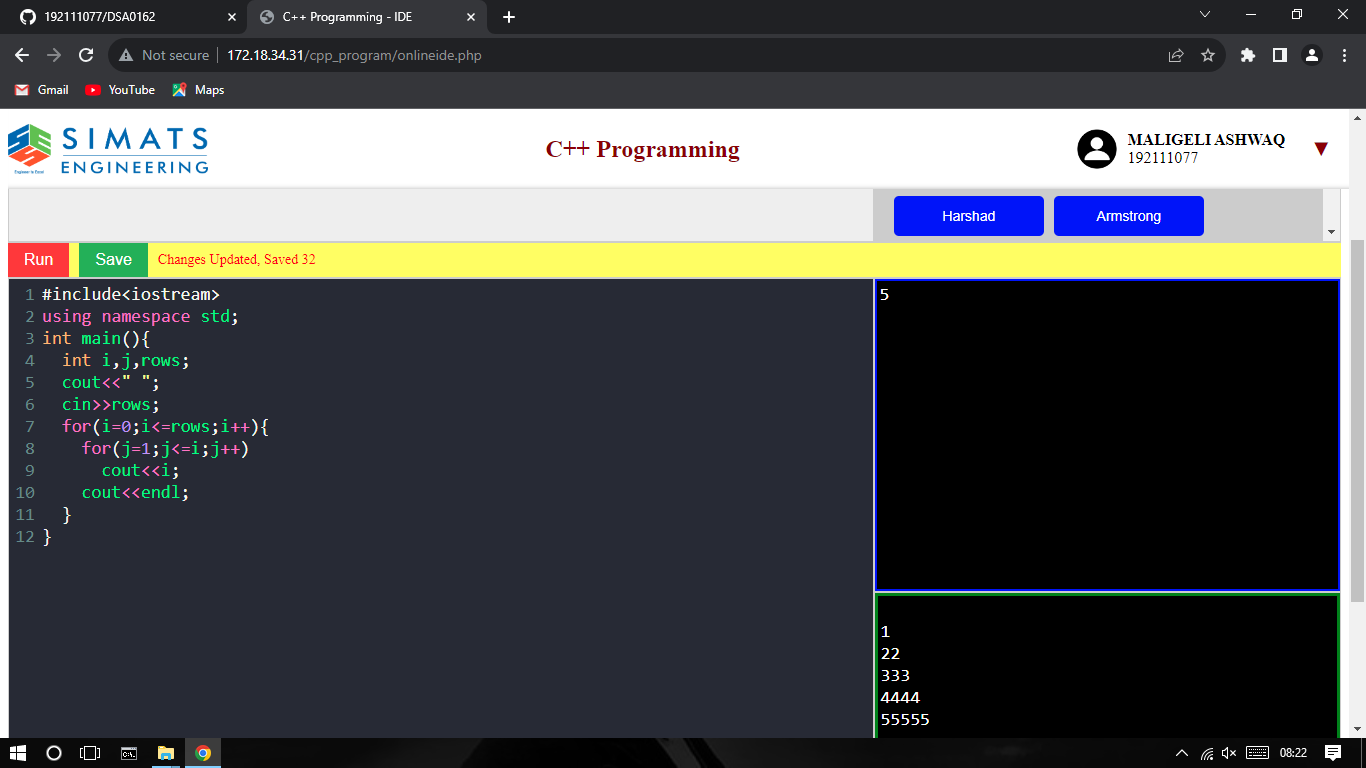 192111077/DSA0162
C++ Programming - IDE
Not secure
172.18.34.31/cpp_program/onlineide.php
Gmail
YouTube
Maps
SIMATS
ENGINEERING
Engineer to Excel
C++ Programming
MALIGELI ASHWAQ
192111077
▼
Harshad
Armstrong
Run
Save
Changes Updated, Saved 32
1 #include<iostream>
2 using namespace std;
3 int main(){
4   int i,j,rows;
5   cout<<" ";
6   cin>>rows;
7   for(i=0;i<=rows;i++){
8     for(j=1;j<=i;j++)
9       cout<<i;
10     cout<<endl;
11   }
12 }
5
1
22
333
4444
55555
08:22